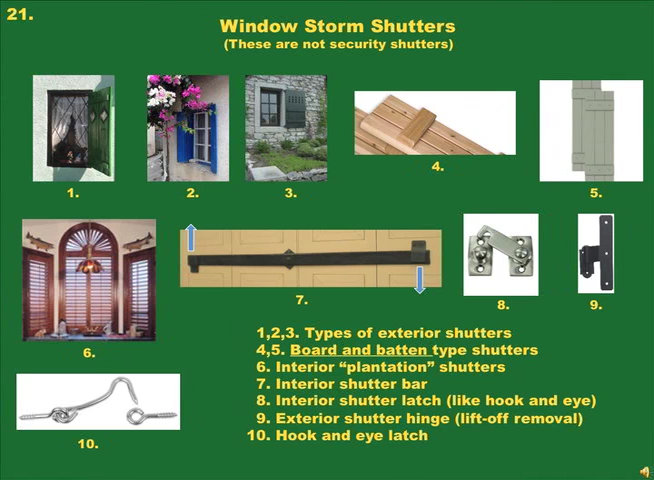 21.
Window Storm Shutters
(These are not security shutters)
1.
2.
3.
4.
5.
6.
7.
8.
9.
10.
1,2,3. Types of exterior shutters
4,5. Board and batten type shutters
6. Interior “plantation” shutters
7. Interior shutter bar
8. Interior shutter latch (like hook and eye)
9. Exterior shutter hinge (lift-off removal)
10. Hook and eye latch